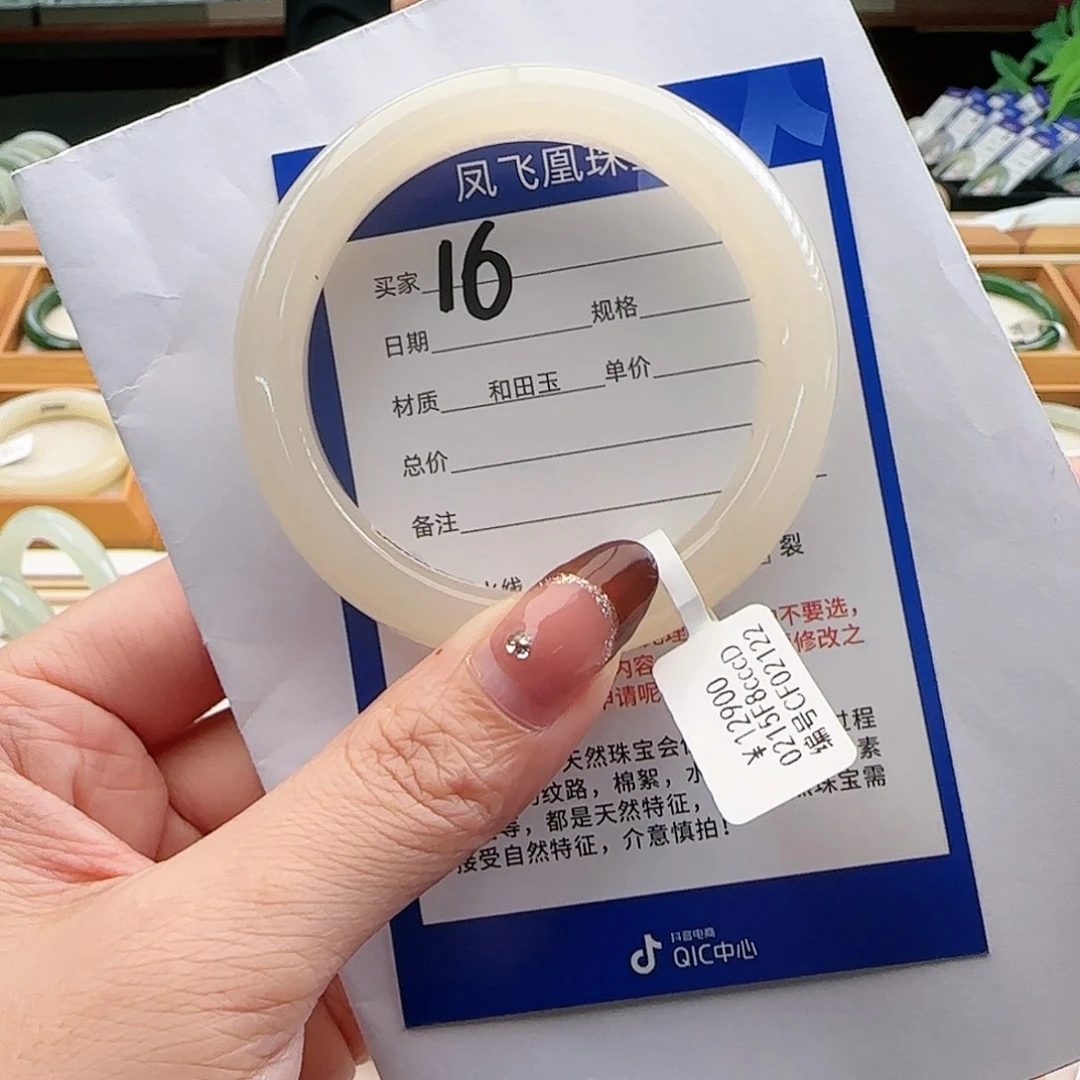 凤飞凰珠
买家 16
日期 规格
材质 和田玉 单价
总价
备注
裂
不要选，
修改之
内容
申请呢
天然珠宝会 过程
纹路，棉絮，水 素
等，都是天然特征， 珠宝需
接受自然特征，介意慎拍！
¥12900
0215F8cccD
编号CF02122
抖音电商
QIC中心